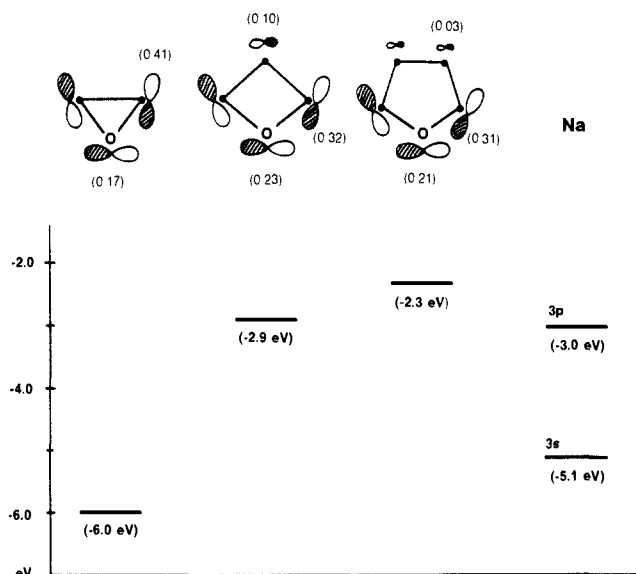 (0 10)
(0 03)
(0 41)
O
O
O
(0 32)
(0 31)
Na
(0 17)
(0 23)
(0 21)
-2.0
(-2.3 eV)
3p
(-2.9 eV)
(-3.0 eV)
-4.0
3s
(-5.1 eV)
-6.0
(-6.0 eV)
eV